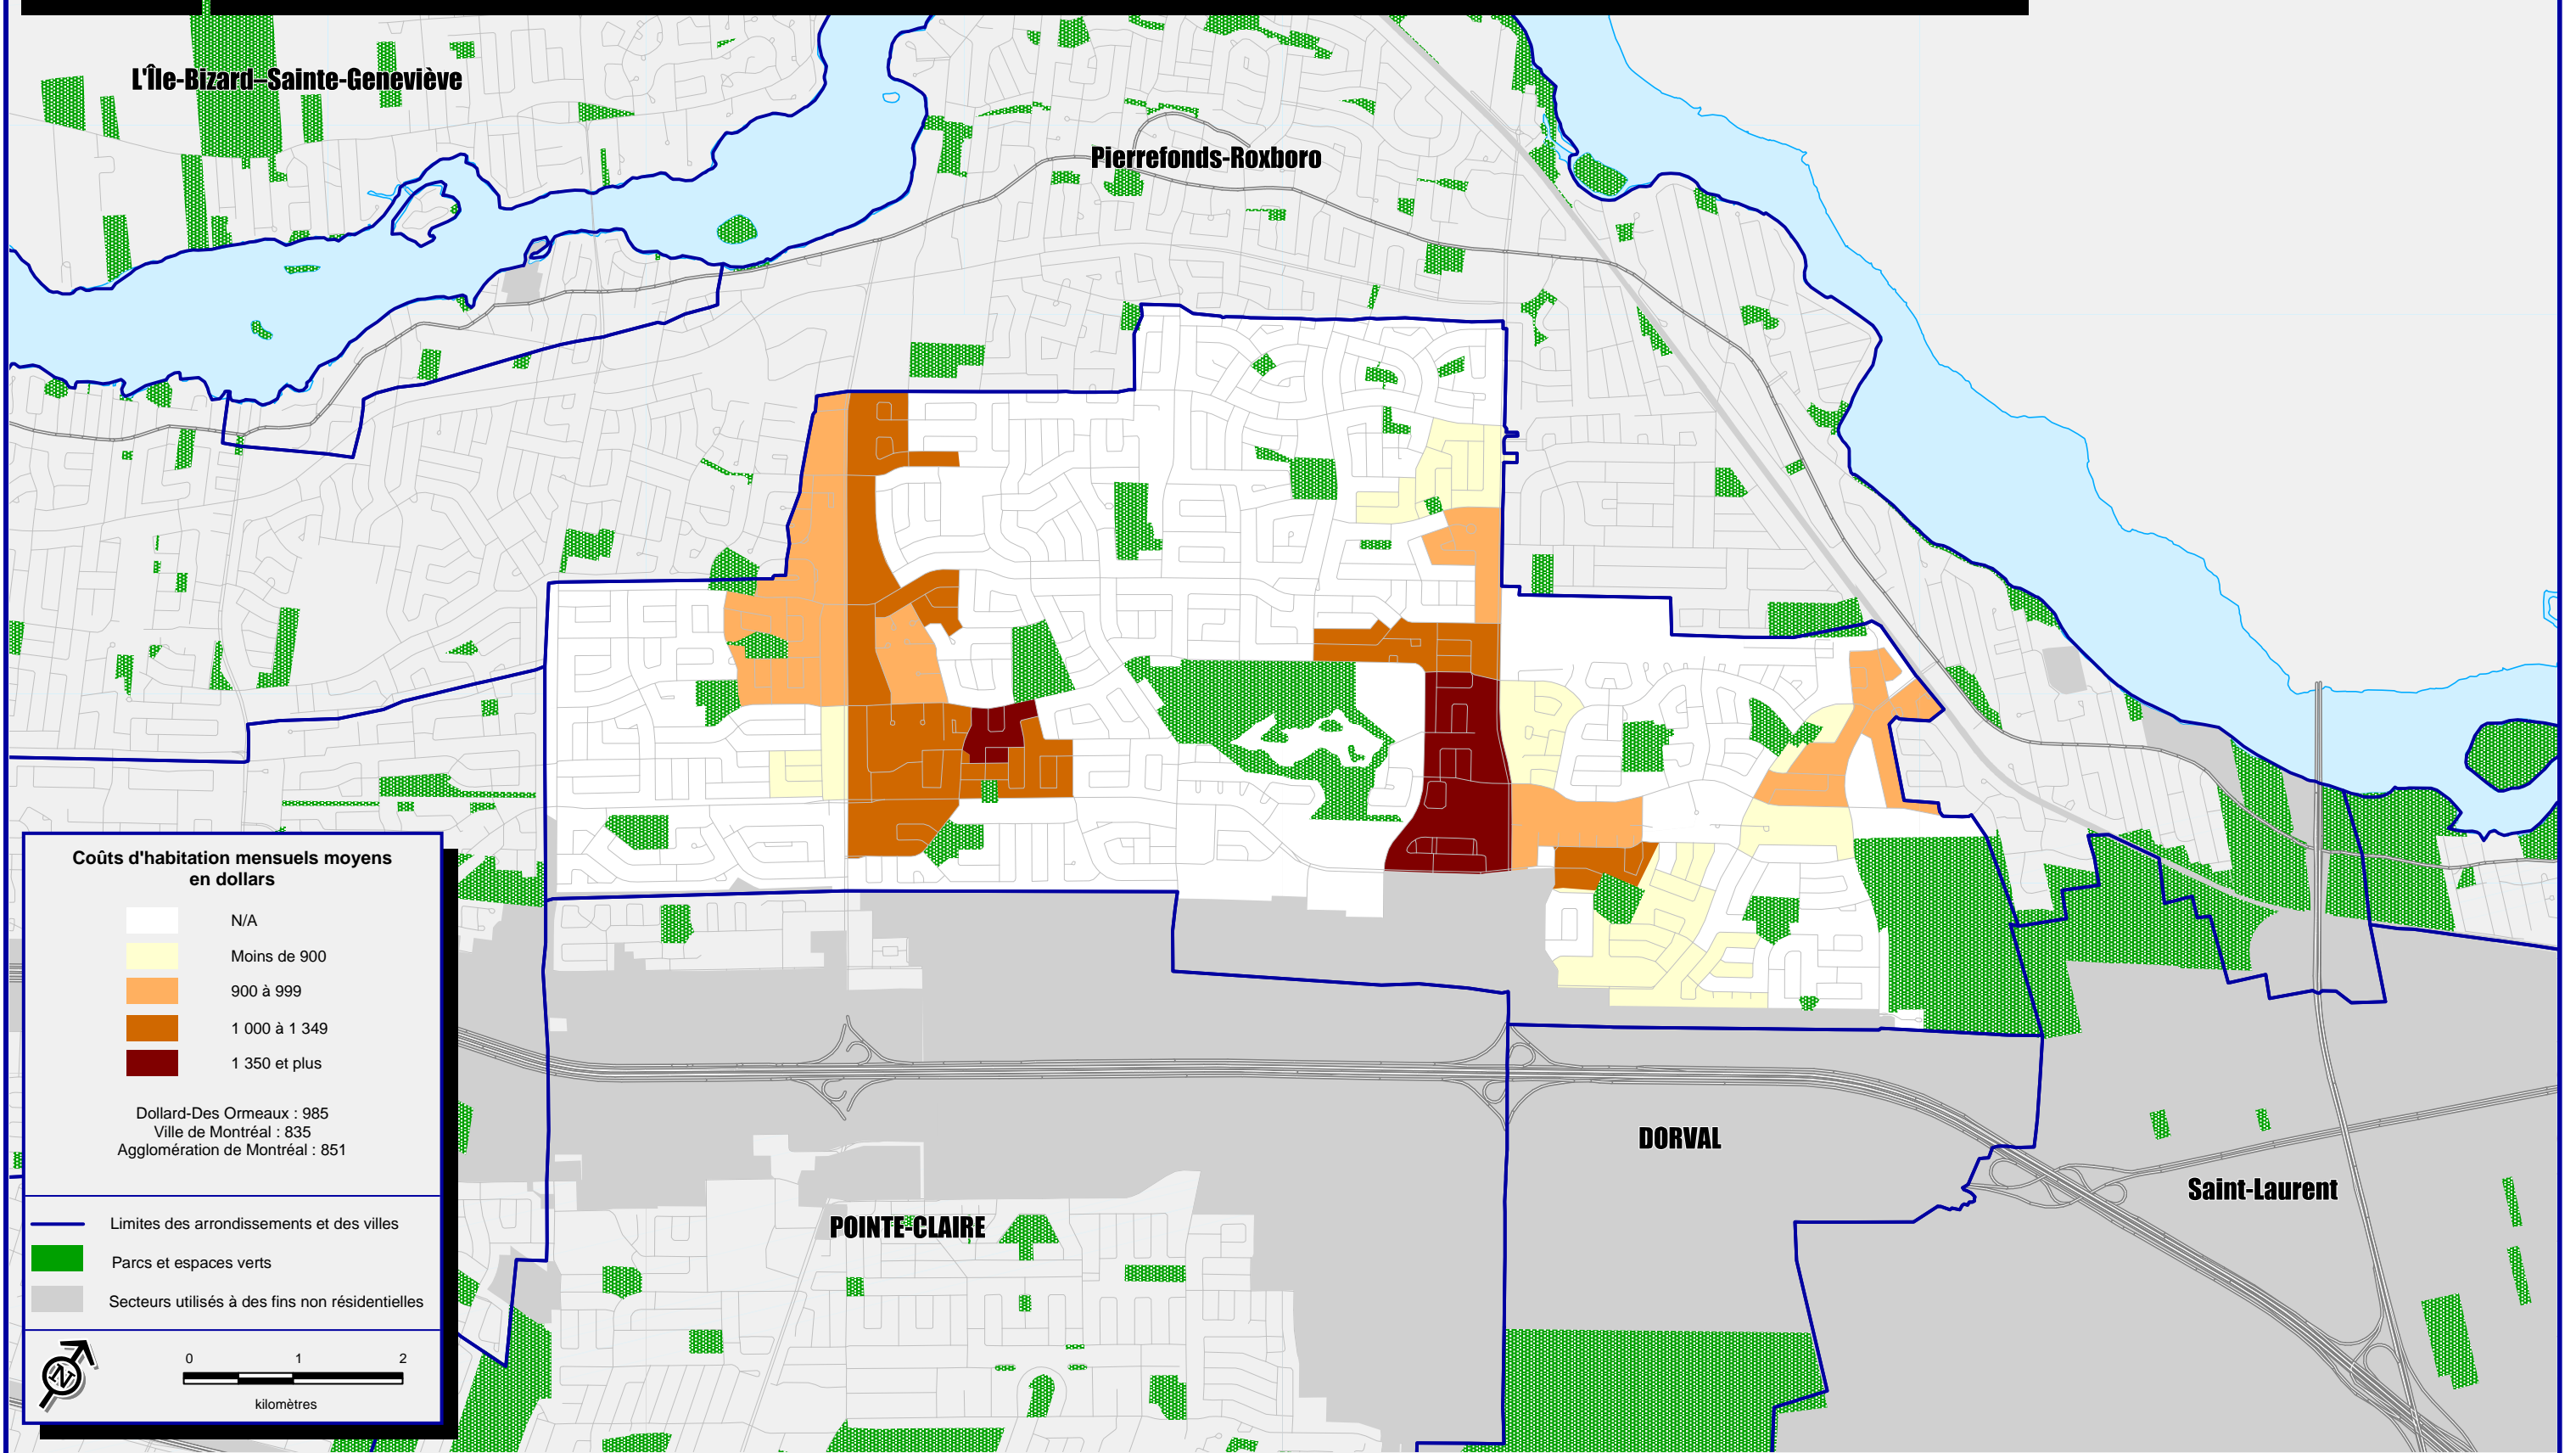 L'Île-Bizard–Sainte-Geneviève
Pierrefonds-Roxboro
Coûts d'habitation mensuels moyens
en dollars
N/A
Moins de 900
900 à 999
1 000 à 1 349
1 350 et plus
Dollard-Des Ormeaux : 985
Ville de Montréal : 835
Agglomération de Montréal : 851
Limites des arrondissements et des villes
Parcs et espaces verts
Secteurs utilisés à des fins non résidentielles
N
0 1 2
kilomètres
DORVAL
Saint-Laurent
POINTE-CLAIRE